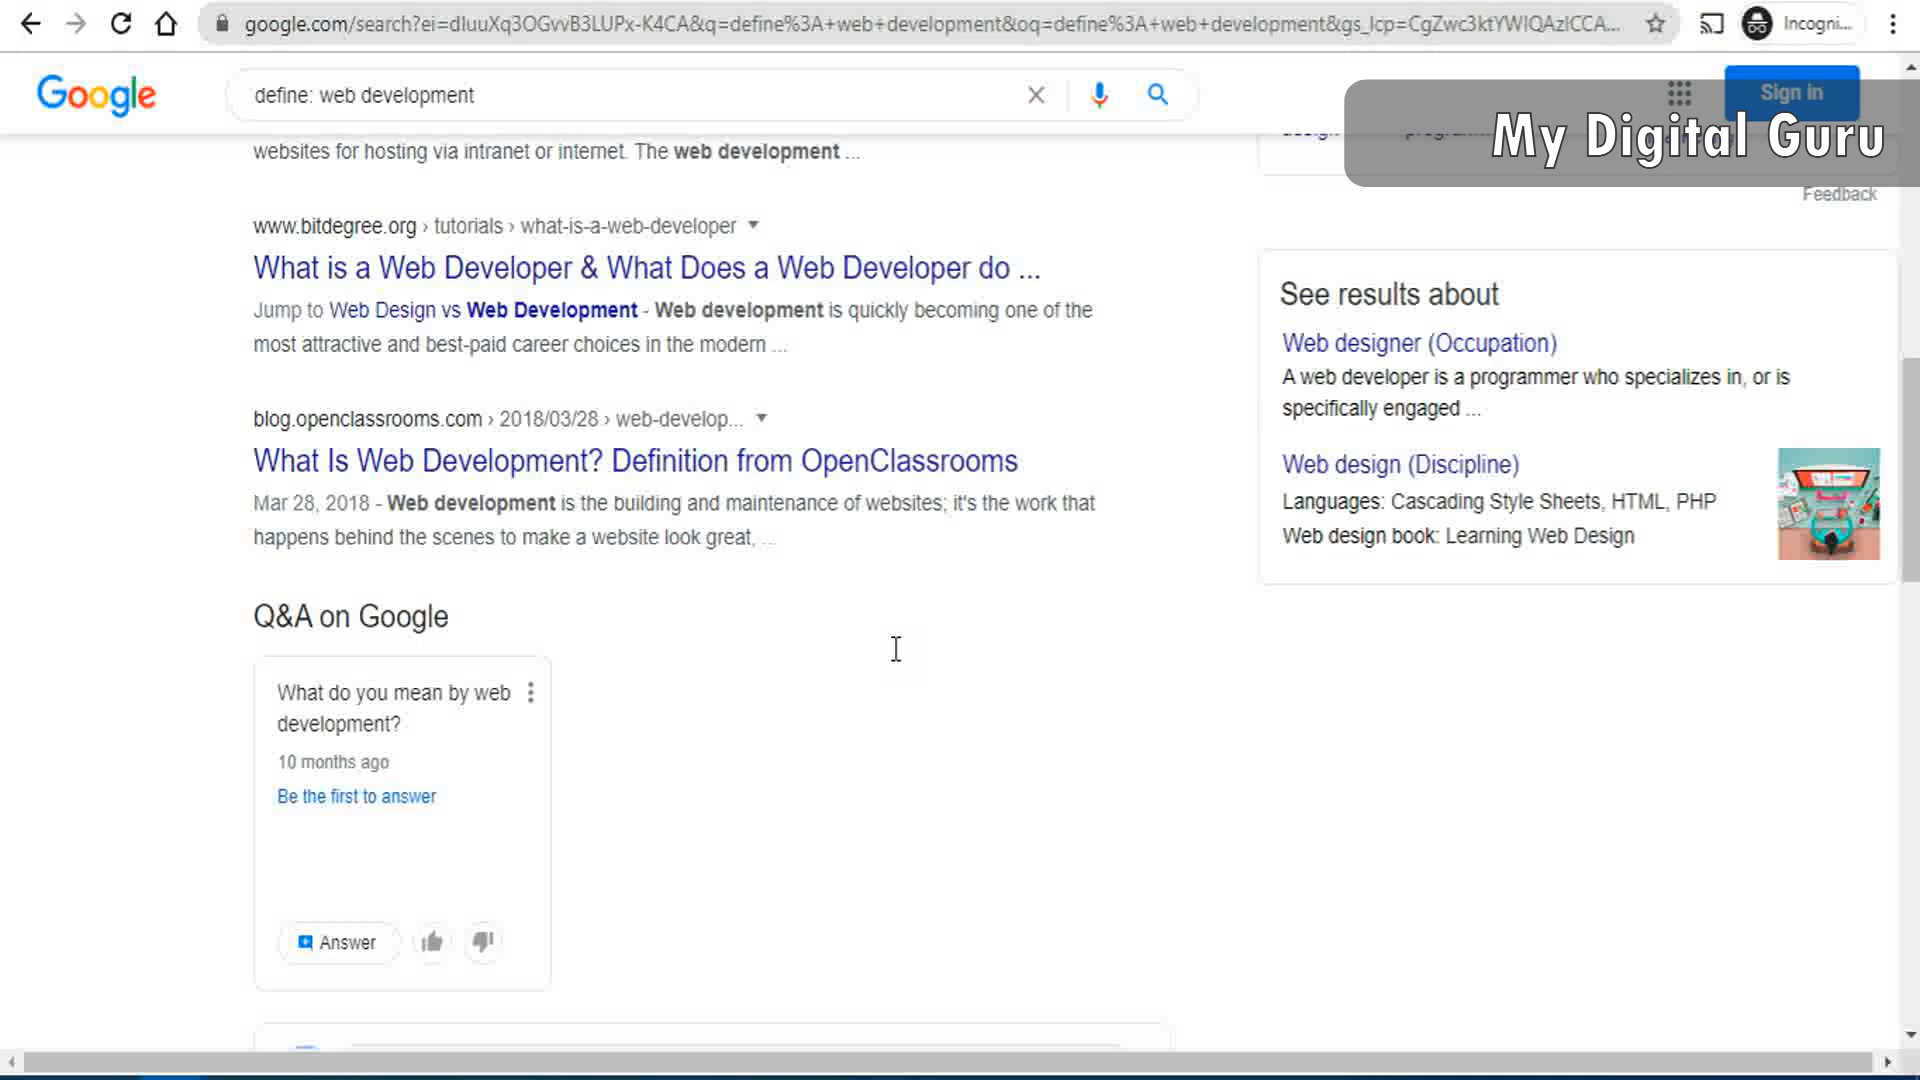 google.com/search?ei=dIuuXq3OGvvB3LUPx-K4CA&q=define%3A+web+development&oq=define%3A+web+development&gs_lcp=CgZwc3ktYWIQAzICCA...
Incogni...
Google
define: web development
Sign in
My Digital Guru
websites for hosting via intranet or internet. The web development ...
Feedback
www.bitdegree.org › tutorials › what-is-a-web-developer
What is a Web Developer & What Does a Web Developer do ...
Jump to Web Design vs Web Development - Web development is quickly becoming one of the
most attractive and best-paid career choices in the modern ...
blog.openclassrooms.com › 2018/03/28 › web-develop...
What Is Web Development? Definition from OpenClassrooms
Mar 28, 2018 - Web development is the building and maintenance of websites; it's the work that
happens behind the scenes to make a website look great, ...
Q&A on Google
What do you mean by web
development?
10 months ago
Be the first to answer
Answer
See results about
Web designer (Occupation)
A web developer is a programmer who specializes in, or is
specifically engaged ...
Web design (Discipline)
Languages: Cascading Style Sheets, HTML, PHP
Web design book: Learning Web Design